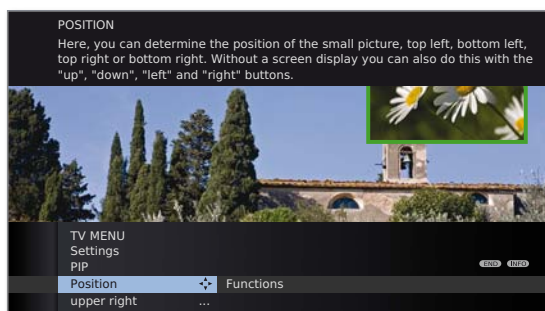 POSITION
Here, you can determine the position of the small picture, top left, bottom left,
top right or bottom right. Without a screen display you can also do this with the
"up", "down", "left" and "right" buttons.
TV MENU
Settings
PIP
END INFO
Position Functions
upper right ...